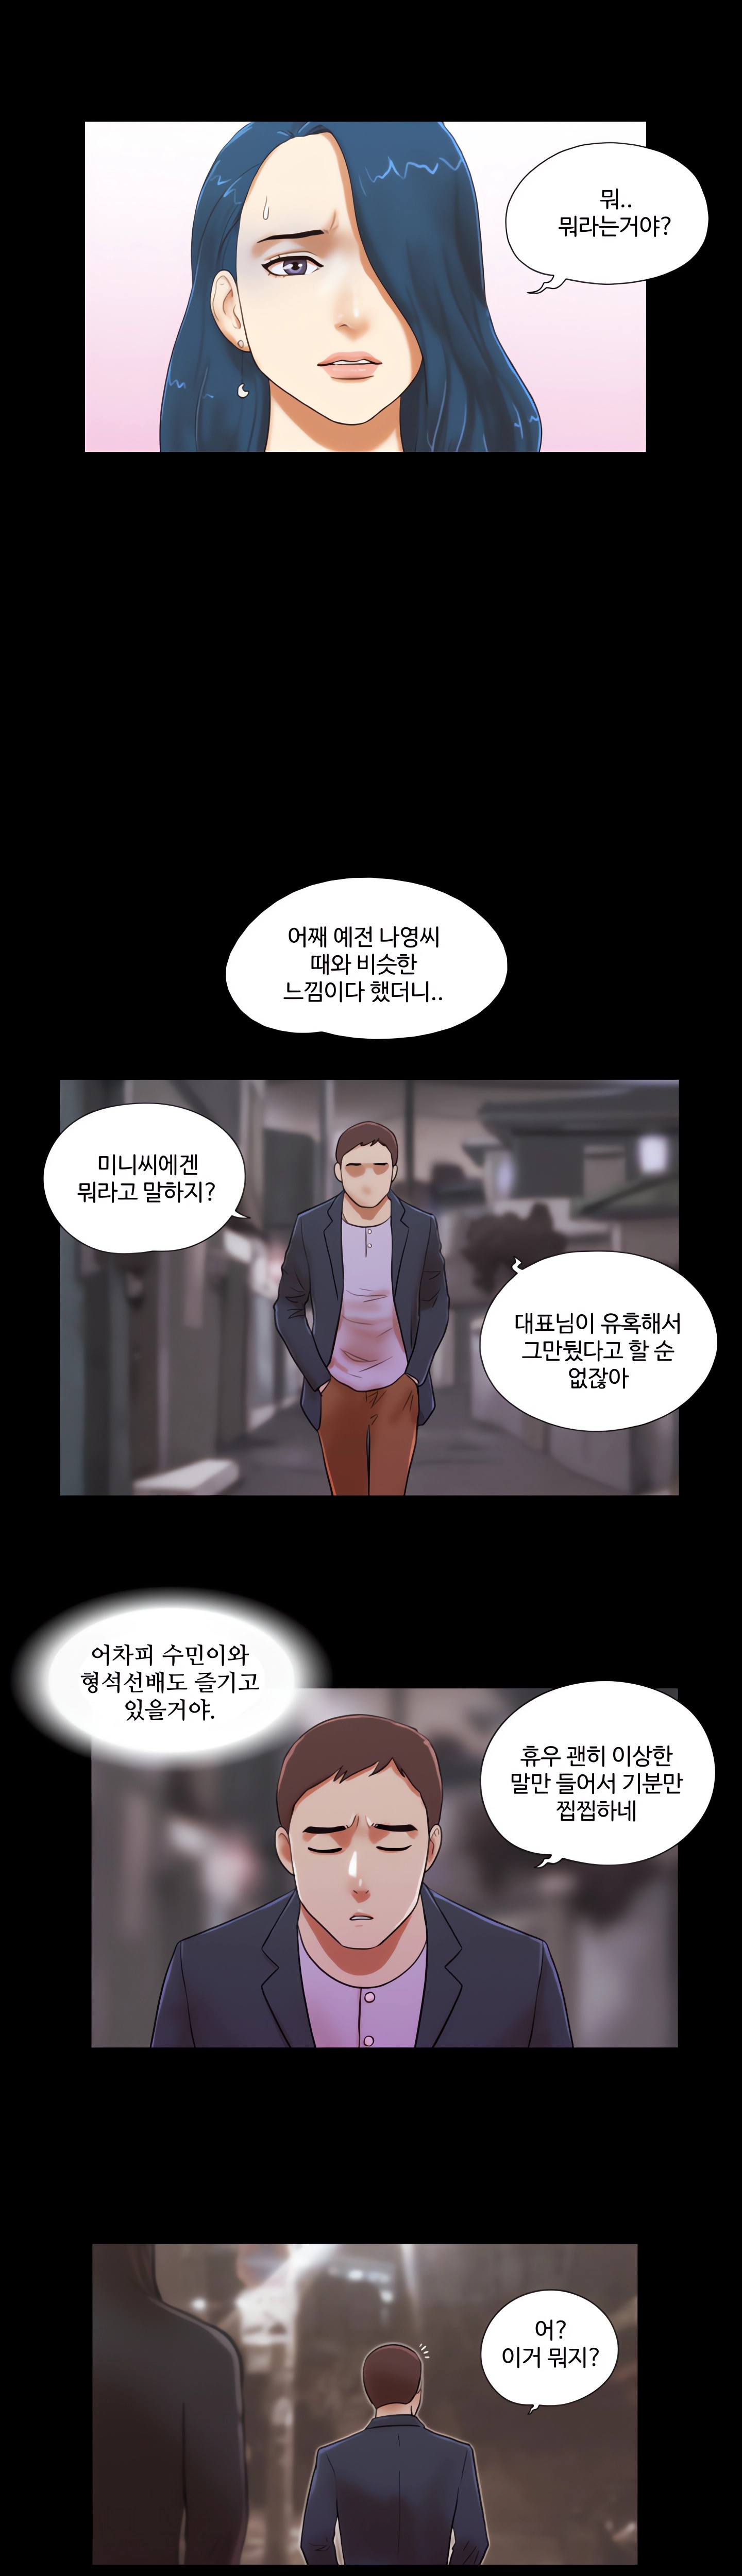 뭐..
뭐라는거야?
어째 예전 나영씨
때와 비슷한
느낌이다 했더니..
미니씨에겐
뭐라고 말하지?
대표님이 유혹해서
그만뒀다고 할 순
없잖아
어차피 수민이와
형석선배도 즐기고
있을거야.
휴우 괜히 이상한
말만 들어서 기분만
찝찝하네
어?
이거 뭐지?